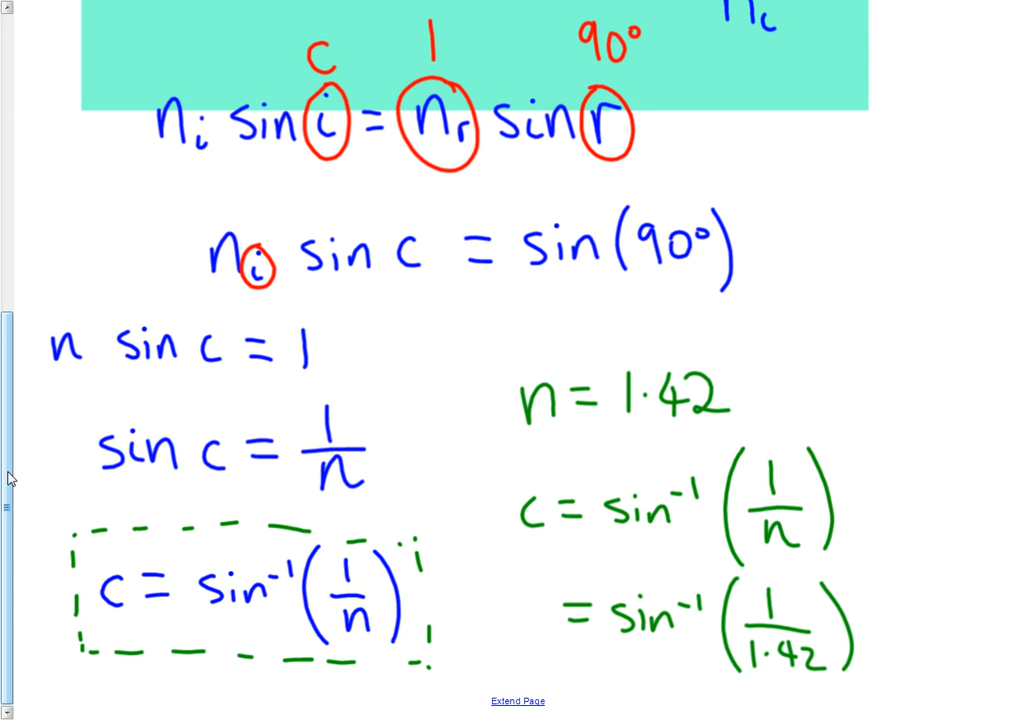 n_c
c 1 90°
n_i sin i = n_r sin r
n_i sin c = sin(90°)
n sin c = 1
sin c = 1/n
c = sin⁻¹(1/n)
n = 1·42
c = sin⁻¹(1/n)
= sin⁻¹(1/1·42)
Extend Page